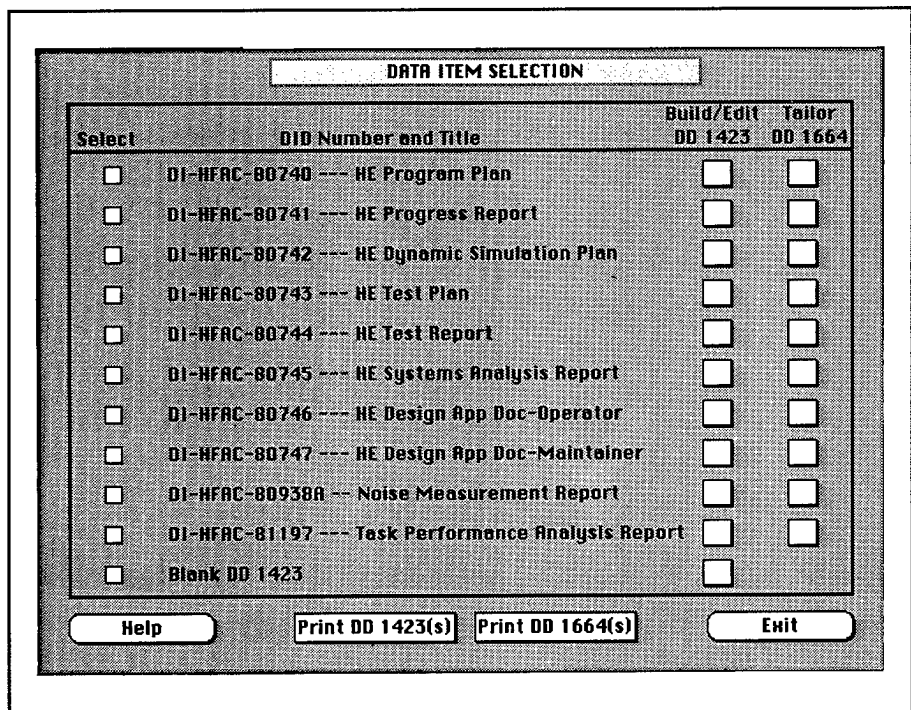 DATA ITEM SELECTION
Build/Edit Tailor
Select DID Number and Title DD 1423 DD 1664
DI-HFAC-80740 --- HE Program Plan
DI-HFAC-80741 --- HE Progress Report
DI-HFAC-80742 --- HE Dynamic Simulation Plan
DI-HFAC-80743 --- HE Test Plan
DI-HFAC-80744 --- HE Test Report
DI-HFAC-80745 --- HE Systems Analysis Report
DI-HFAC-80746 --- HE Design App Doc-Operator
DI-HFAC-80747 --- HE Design App Doc-Maintainer
DI-HFAC-80938A -- Noise Measurement Report
DI-HFAC-81197 --- Task Performance Analysis Report
Blank DD 1423
Help Print DD 1423(s) Print DD 1664(s) Exit